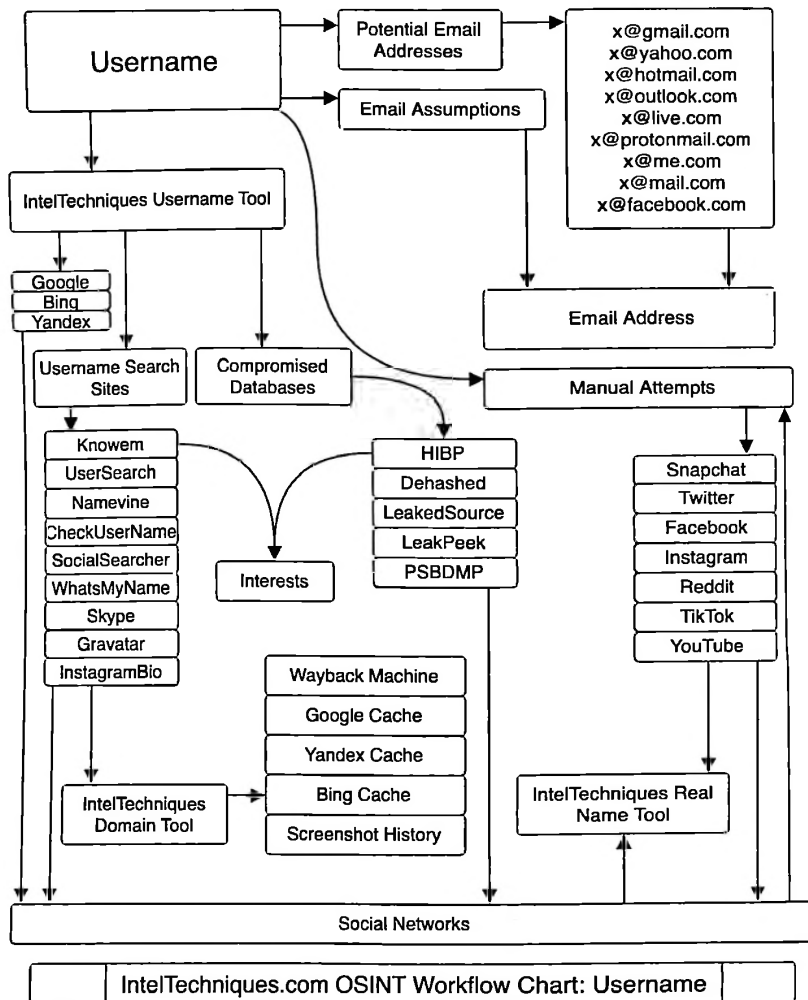 Username
Potential Email
Addresses
x@gmail.com
x@yahoo.com
x@hotmail.com
x@outlook.com
x@live.com
x@protonmail.com
x@me.com
x@mail.com
x@facebook.com
Email Assumptions
IntelTechniques Username Tool
Google
Bing
Yandex
Email Address
Username Search
Sites
Compromised
Databases
Manual Attempts
Knowem
UserSearch
Namevine
CheckUserName
SocialSearcher
WhatsMyName
Skype
Gravatar
InstagramBio
HIBP
Dehashed
LeakedSource
LeakPeek
PSBDMP
Interests
Snapchat
Twitter
Facebook
Instagram
Reddit
TikTok
YouTube
Wayback Machine
Google Cache
Yandex Cache
Bing Cache
Screenshot History
IntelTechniques
Domain Tool
IntelTechniques Real
Name Tool
Social Networks
IntelTechniques.com OSINT Workflow Chart: Username